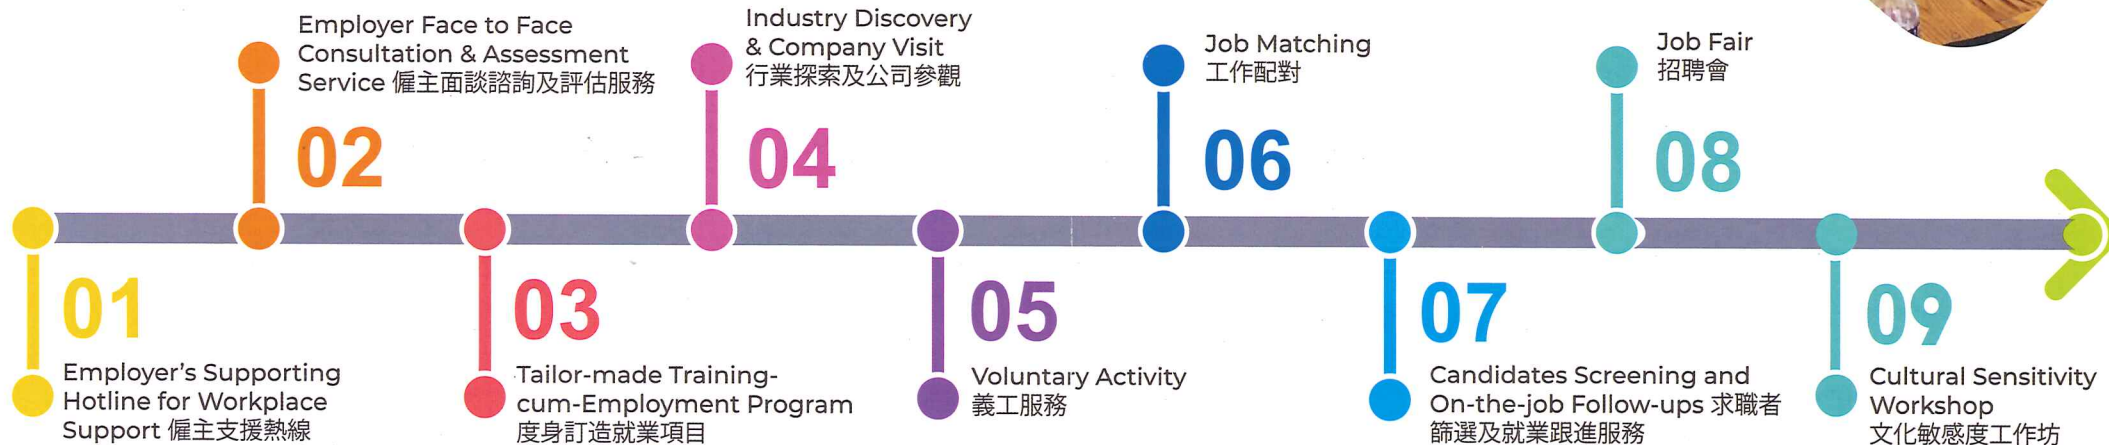 01
Employer’s Supporting
Hotline for Workplace
Support 僱主支援熱線
02
Employer Face to Face
Consultation & Assessment
Service 僱主面談諮詢及評估服務
03
Tailor-made Training-
cum-Employment Program
度身訂造就業項目
04
Industry Discovery
& Company Visit
行業探索及公司參觀
05
Voluntary Activity
義工服務
06
Job Matching
工作配對
07
Candidates Screening and
On-the-job Follow-ups 求職者
篩選及就業跟進服務
08
Job Fair
招聘會
09
Cultural Sensitivity
Workshop
文化敏感度工作坊